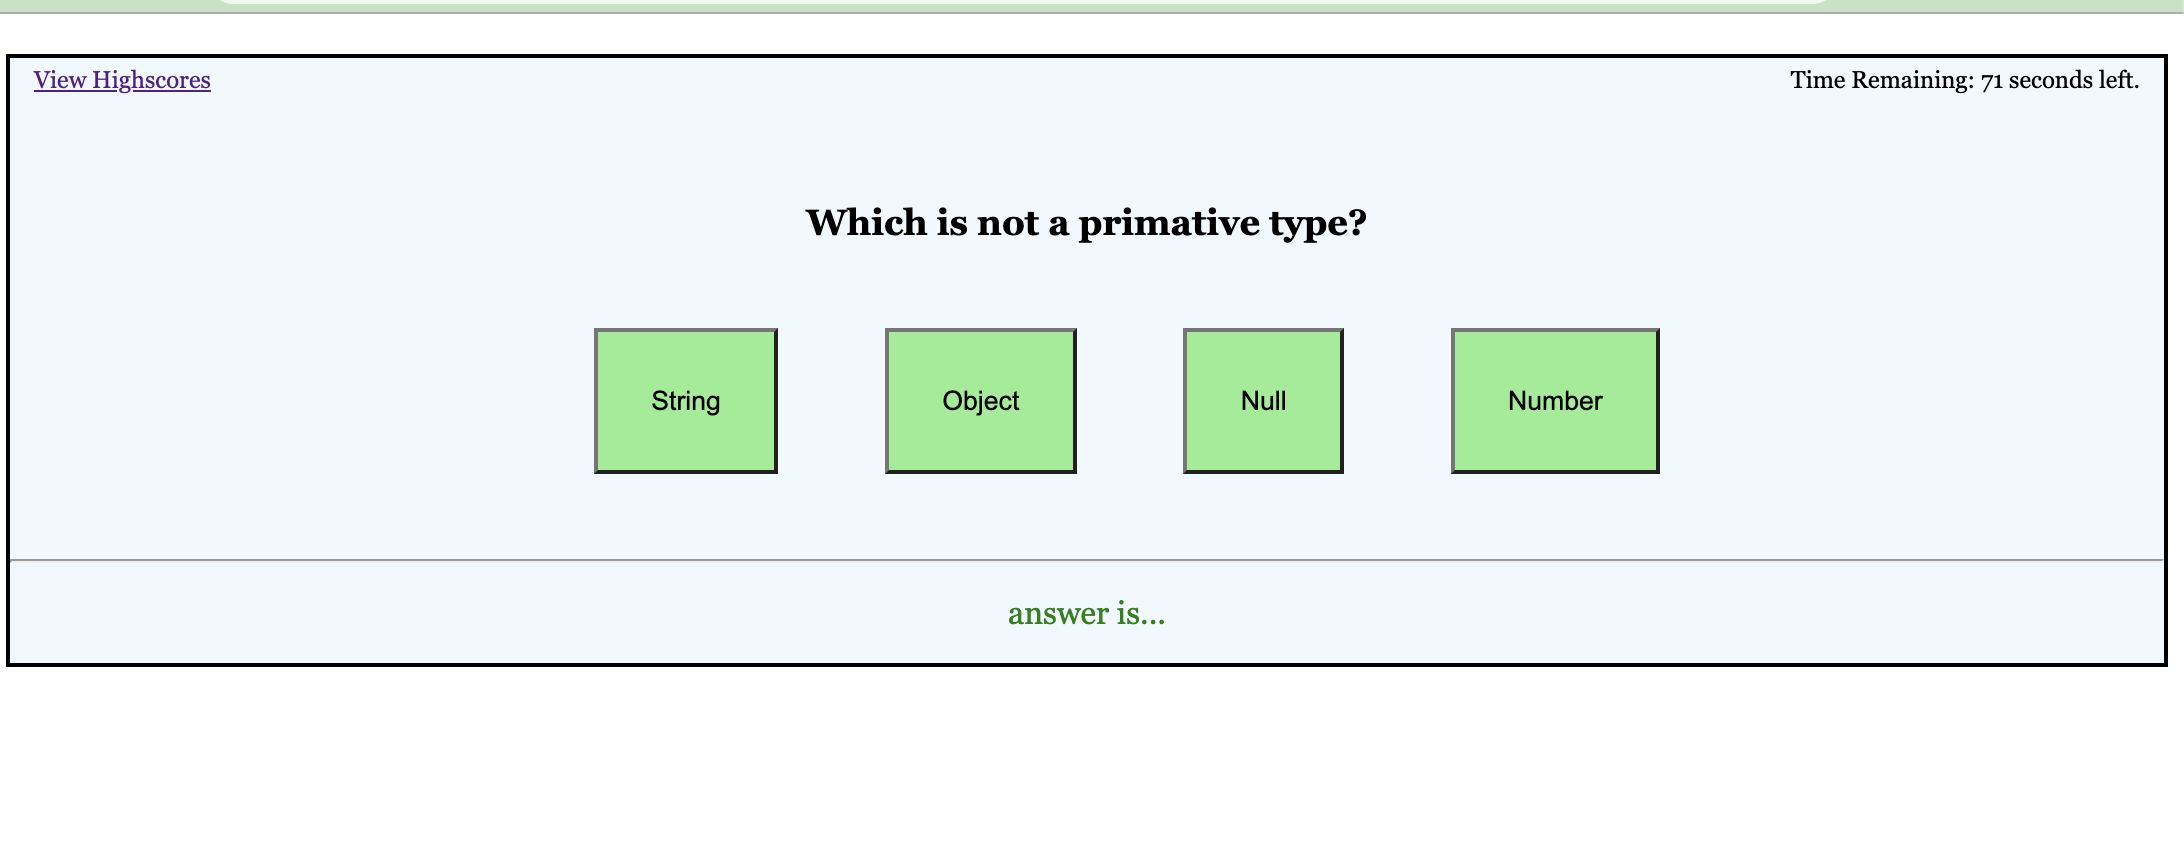 View Highscores
Time Remaining: 71 seconds left.
Which is not a primative type?
String
Object
Null
Number
answer is...